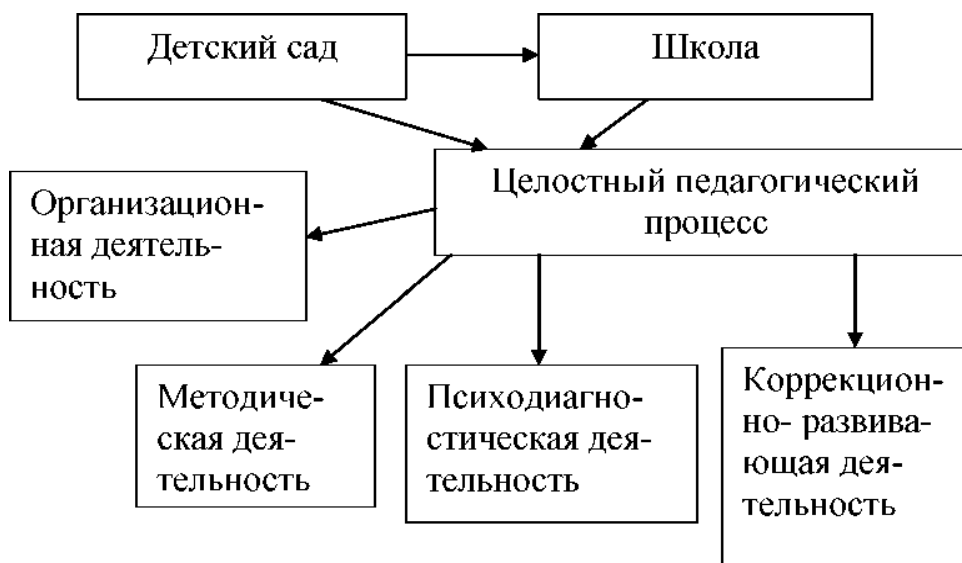 Детский сад
Школа
Целостный педагогический
процесс
Организацион-
ная деятель-
ность
Методиче-
ская дея-
тельность
Психодиагно-
стическая дея-
тельность
Коррекцион-
но- развива-
ющая дея-
тельность